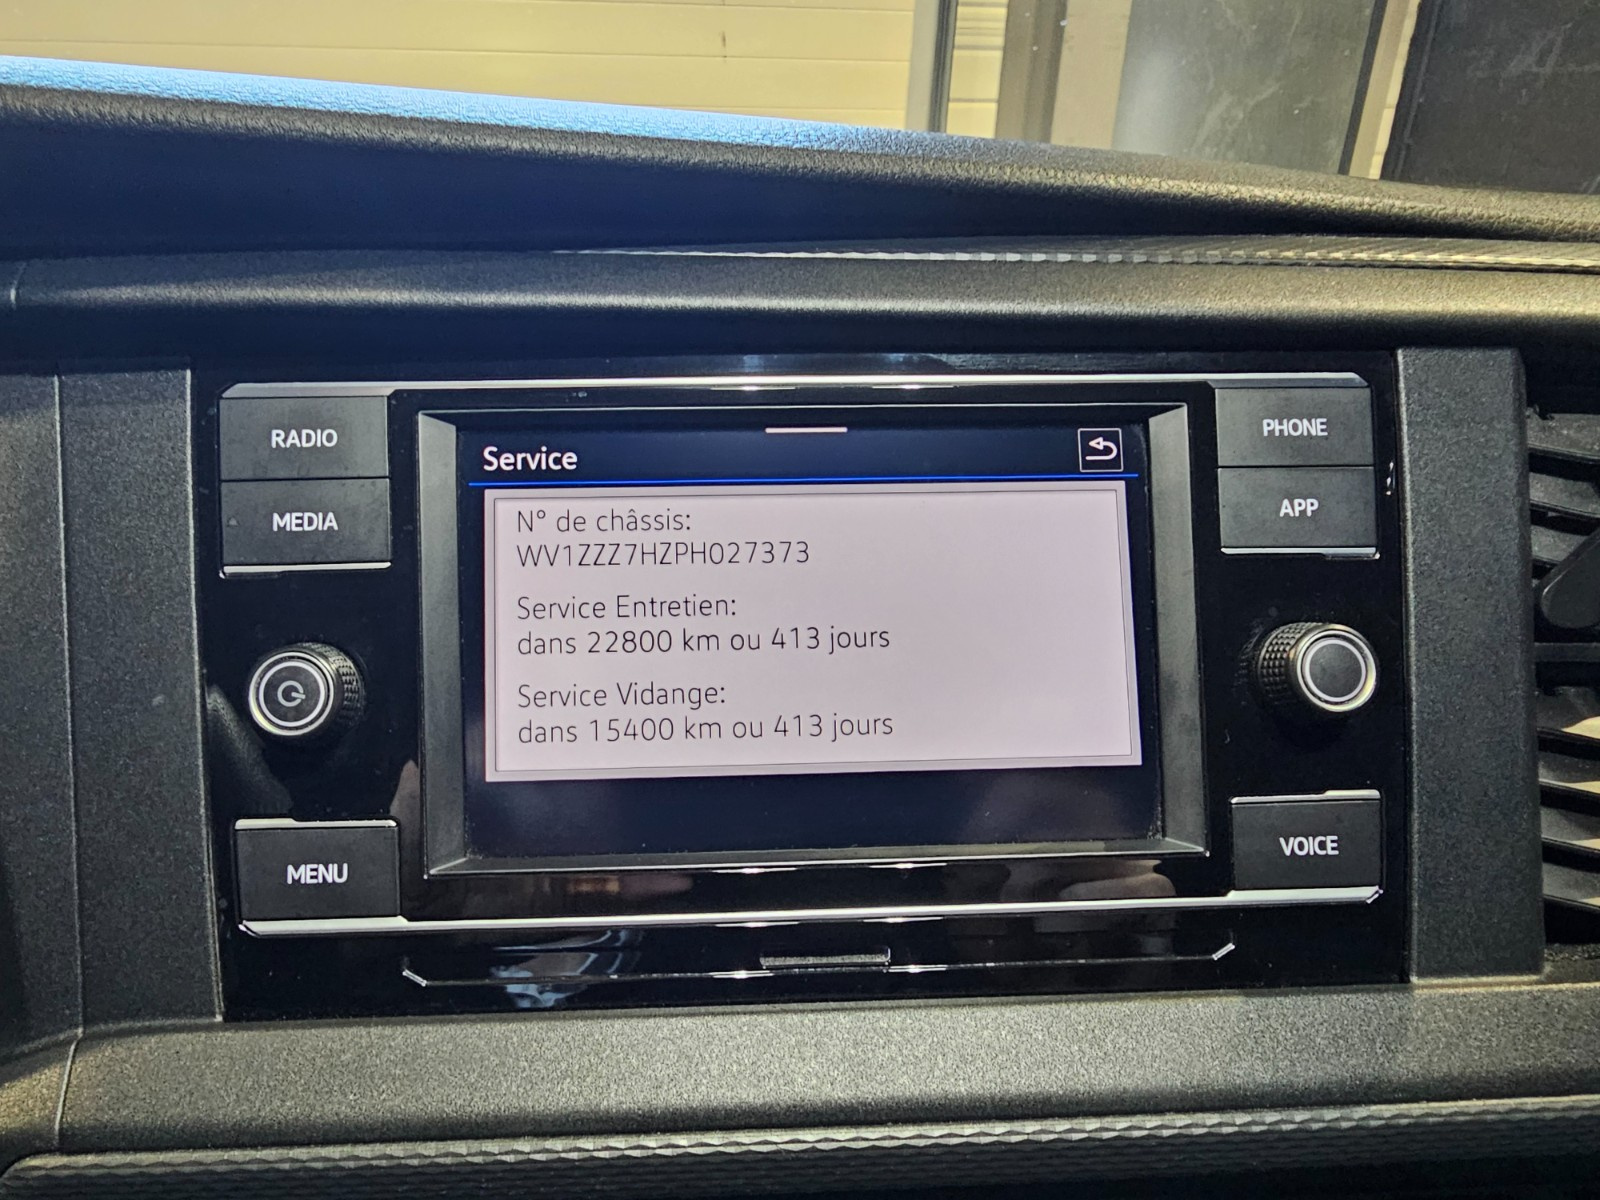 RADIO
MEDIA
MENU
Service
N° de châssis:
WV1ZZZ7HZPH027373
Service Entretien:
dans 22800 km ou 413 jours
Service Vidange:
dans 15400 km ou 413 jours
PHONE
APP
VOICE